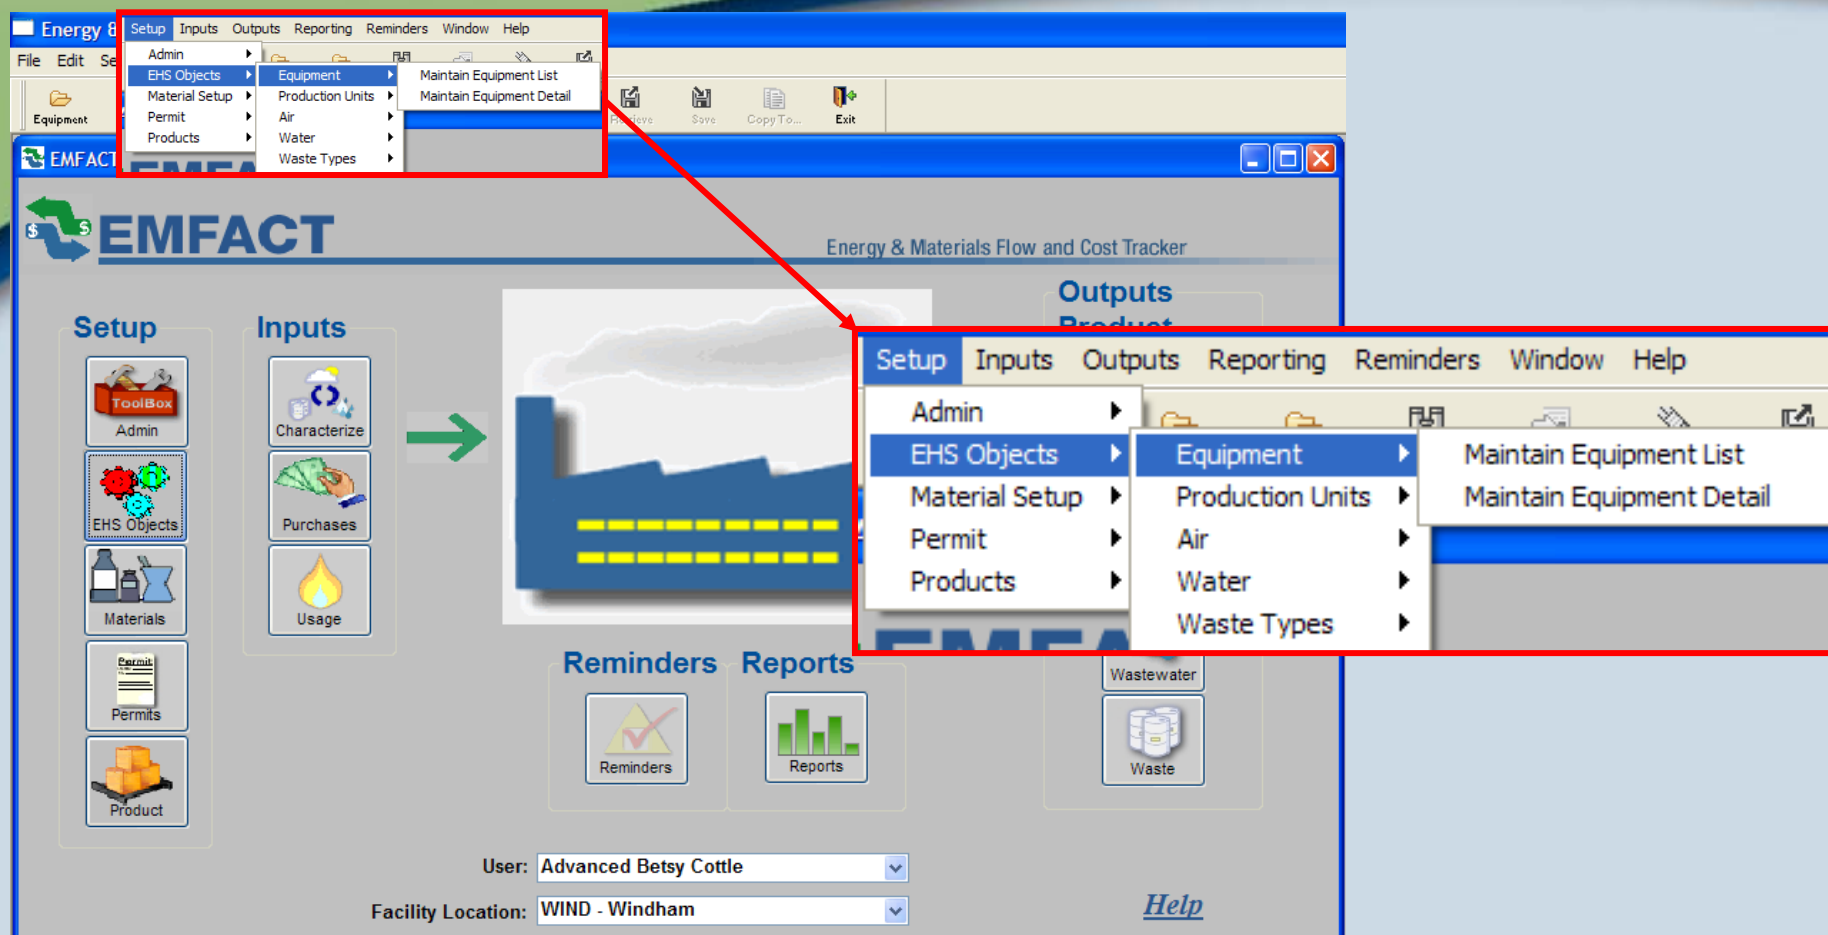 Energy &
Setup Inputs Outputs Reporting Reminders Window Help
File Edit
Admin
EHS Objects Equipment Maintain Equipment List
Material Setup Production Units Maintain Equipment Detail
Permit Air
Products Water
Waste Types
Equipment Retrieve Save Copy To... Exit
EMFACT
EMFACT
$ $
Energy & Materials Flow and Cost Tracker
Setup Inputs Outputs
Product
ToolBox
Admin Characterize
EHS Objects Purchases
Materials Usage
Permit
Permits
Product
Setup Inputs Outputs Reporting Reminders Window Help
Admin
EHS Objects Equipment Maintain Equipment List
Material Setup Production Units Maintain Equipment Detail
Permit Air
Products Water
Waste Types
Reminders Reports
Reminders Reports
Wastewater
Waste
User: Advanced Betsy Cottle
Facility Location: WIND - Windham
Help